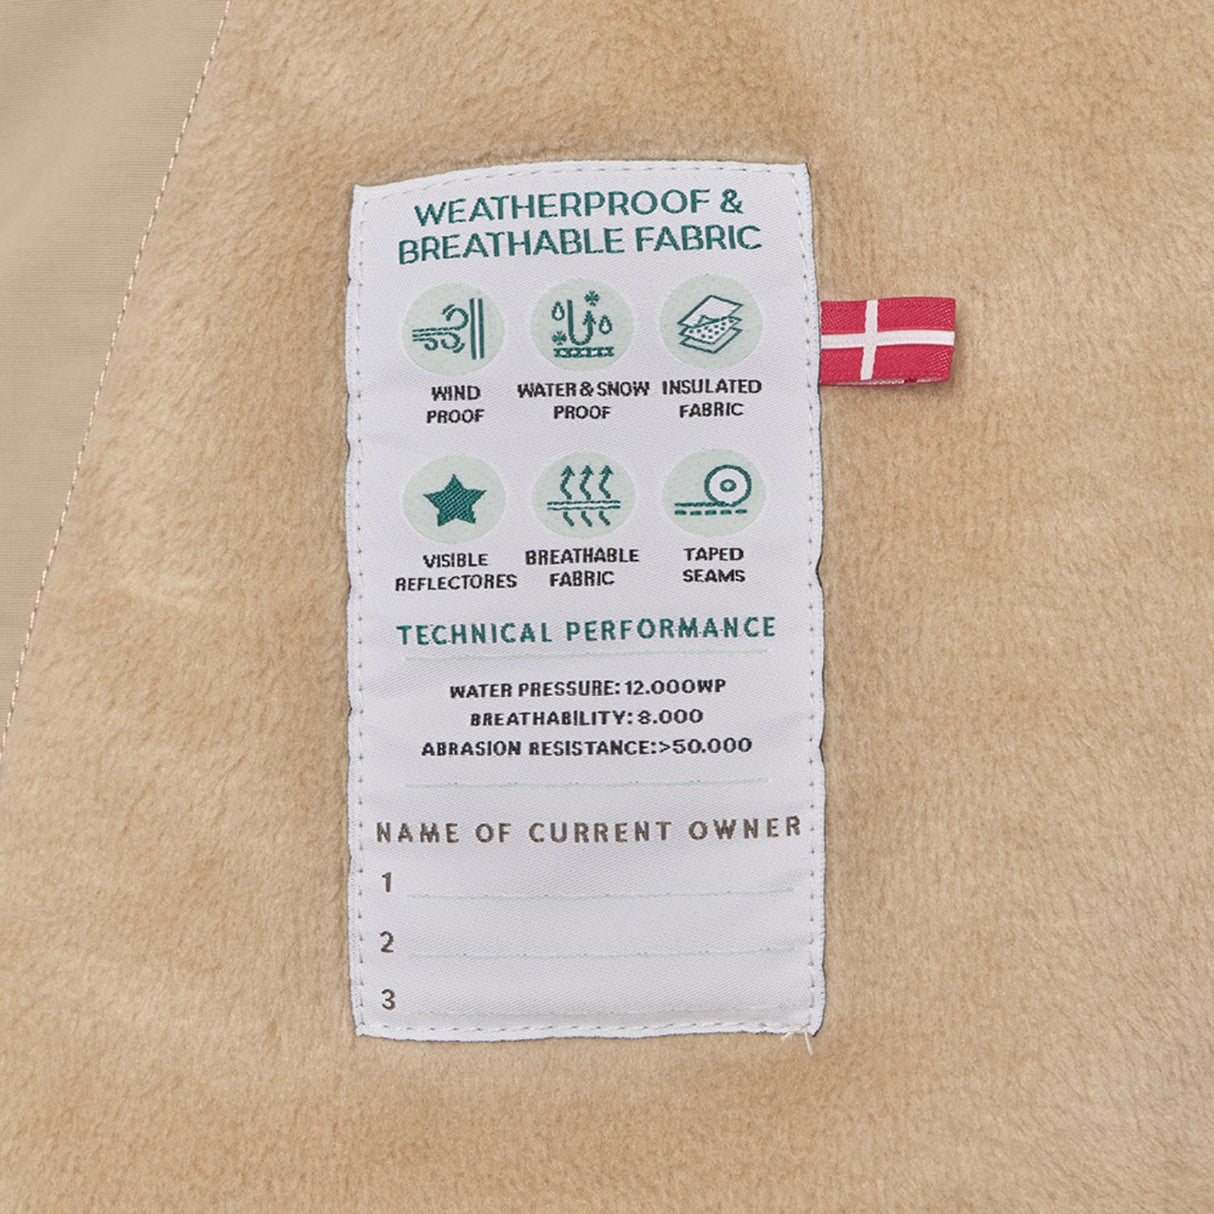 WEATHERPROOF &
BREATHABLE FABRIC
WIND
PROOF
WATER & SNOW
PROOF
INSULATED
FABRIC
VISIBLE
REFLECTORES
BREATHABLE
FABRIC
TAPED
SEAMS
TECHNICAL PERFORMANCE
WATER PRESSURE: 12.000WP
BREATHABILITY: 8.000
ABRASION RESISTANCE:>50.000
NAME OF CURRENT OWNER
1
2
3